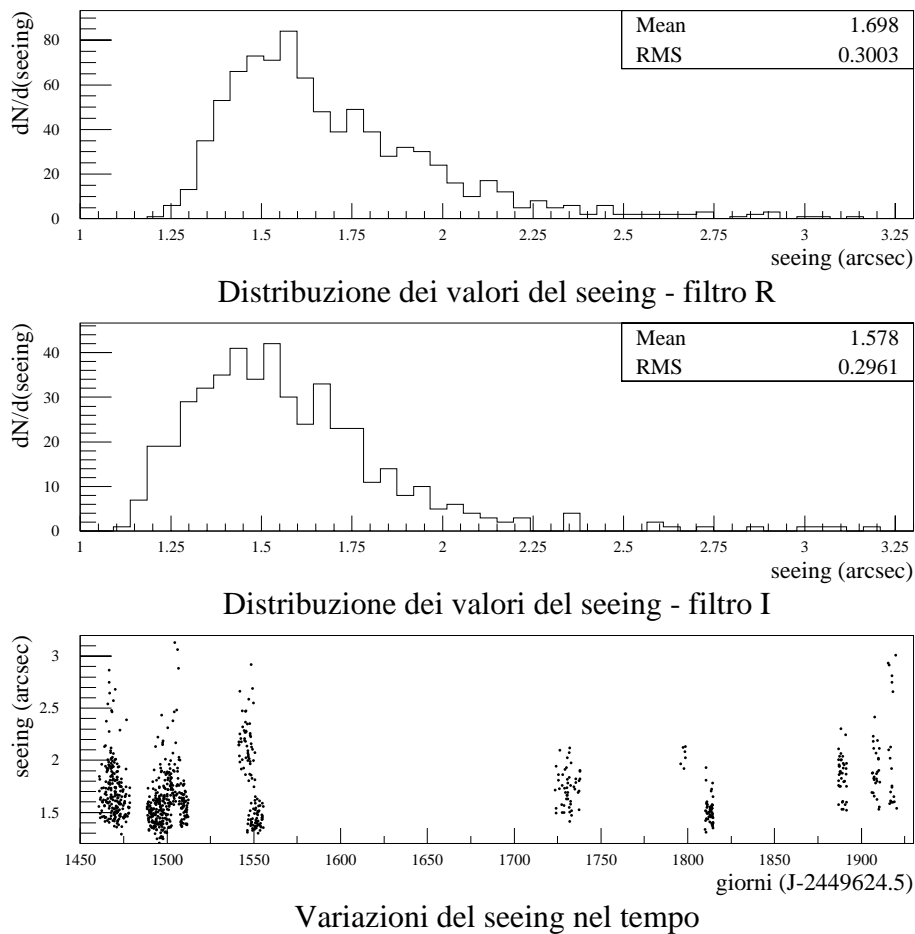 dN/d(seeing)
80
60
40
20
0
Mean 1.698
RMS 0.3003
1 1.25 1.5 1.75 2 2.25 2.5 2.75 3 3.25
seeing (arcsec)
Distribuzione dei valori del seeing - filtro R
dN/d(seeing)
40
30
20
10
0
Mean 1.578
RMS 0.2961
1 1.25 1.5 1.75 2 2.25 2.5 2.75 3 3.25
seeing (arcsec)
Distribuzione dei valori del seeing - filtro I
seeing (arcsec)
3
2.5
2
1.5
1450 1500 1550 1600 1650 1700 1750 1800 1850 1900
giorni (J-2449624.5)
Variazioni del seeing nel tempo